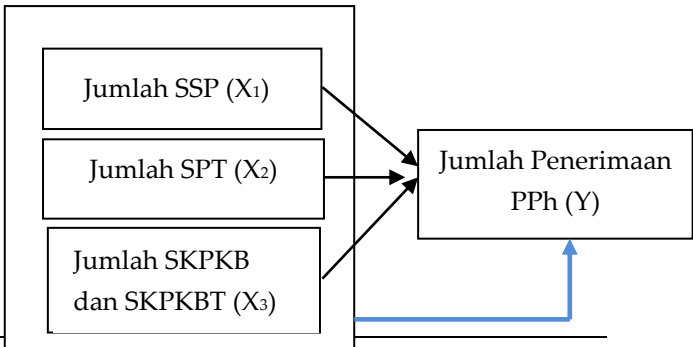 Jumlah SSP (X₁)
Jumlah SPT (X₂)
Jumlah SKPKB
dan SKPKBT (X₃)
Jumlah Penerimaan
PPh (Y)